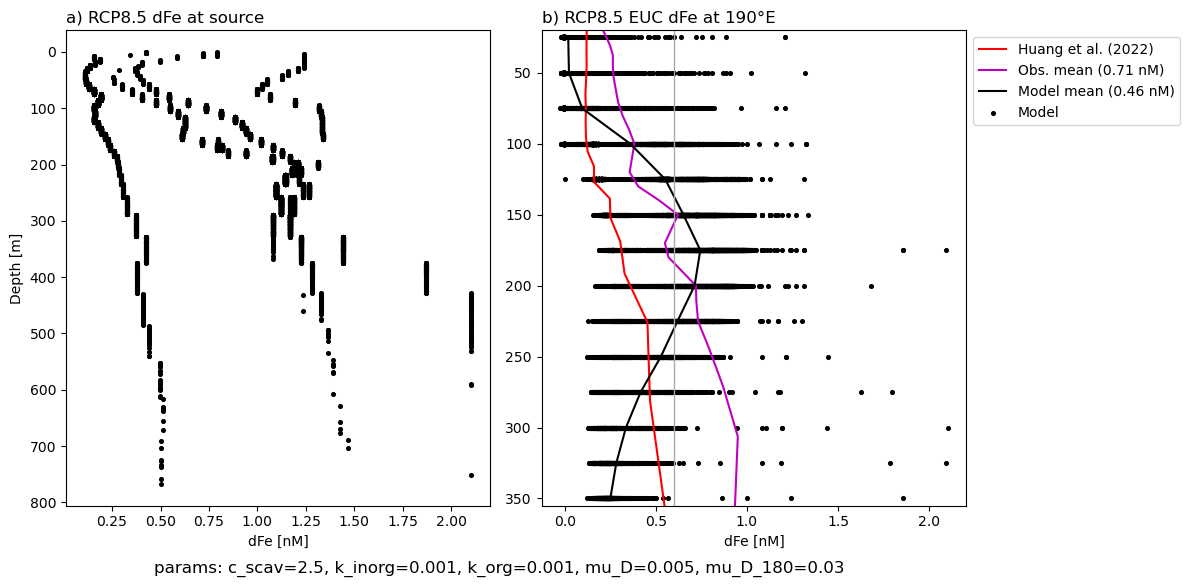 a) RCP8.5 dFe at source
b) RCP8.5 EUC dFe at 190°E
Depth [m]
0
100
200
300
400
500
600
700
800
0.25
0.50
0.75
1.00
1.25
1.50
1.75
2.00
dFe [nM]
50
100
150
200
250
300
350
0.0
0.5
1.0
1.5
2.0
dFe [nM]
Huang et al. (2022)
Obs. mean (0.71 nM)
Model mean (0.46 nM)
Model
params: c_scav=2.5, k_inorg=0.001, k_org=0.001, mu_D=0.005, mu_D_180=0.03